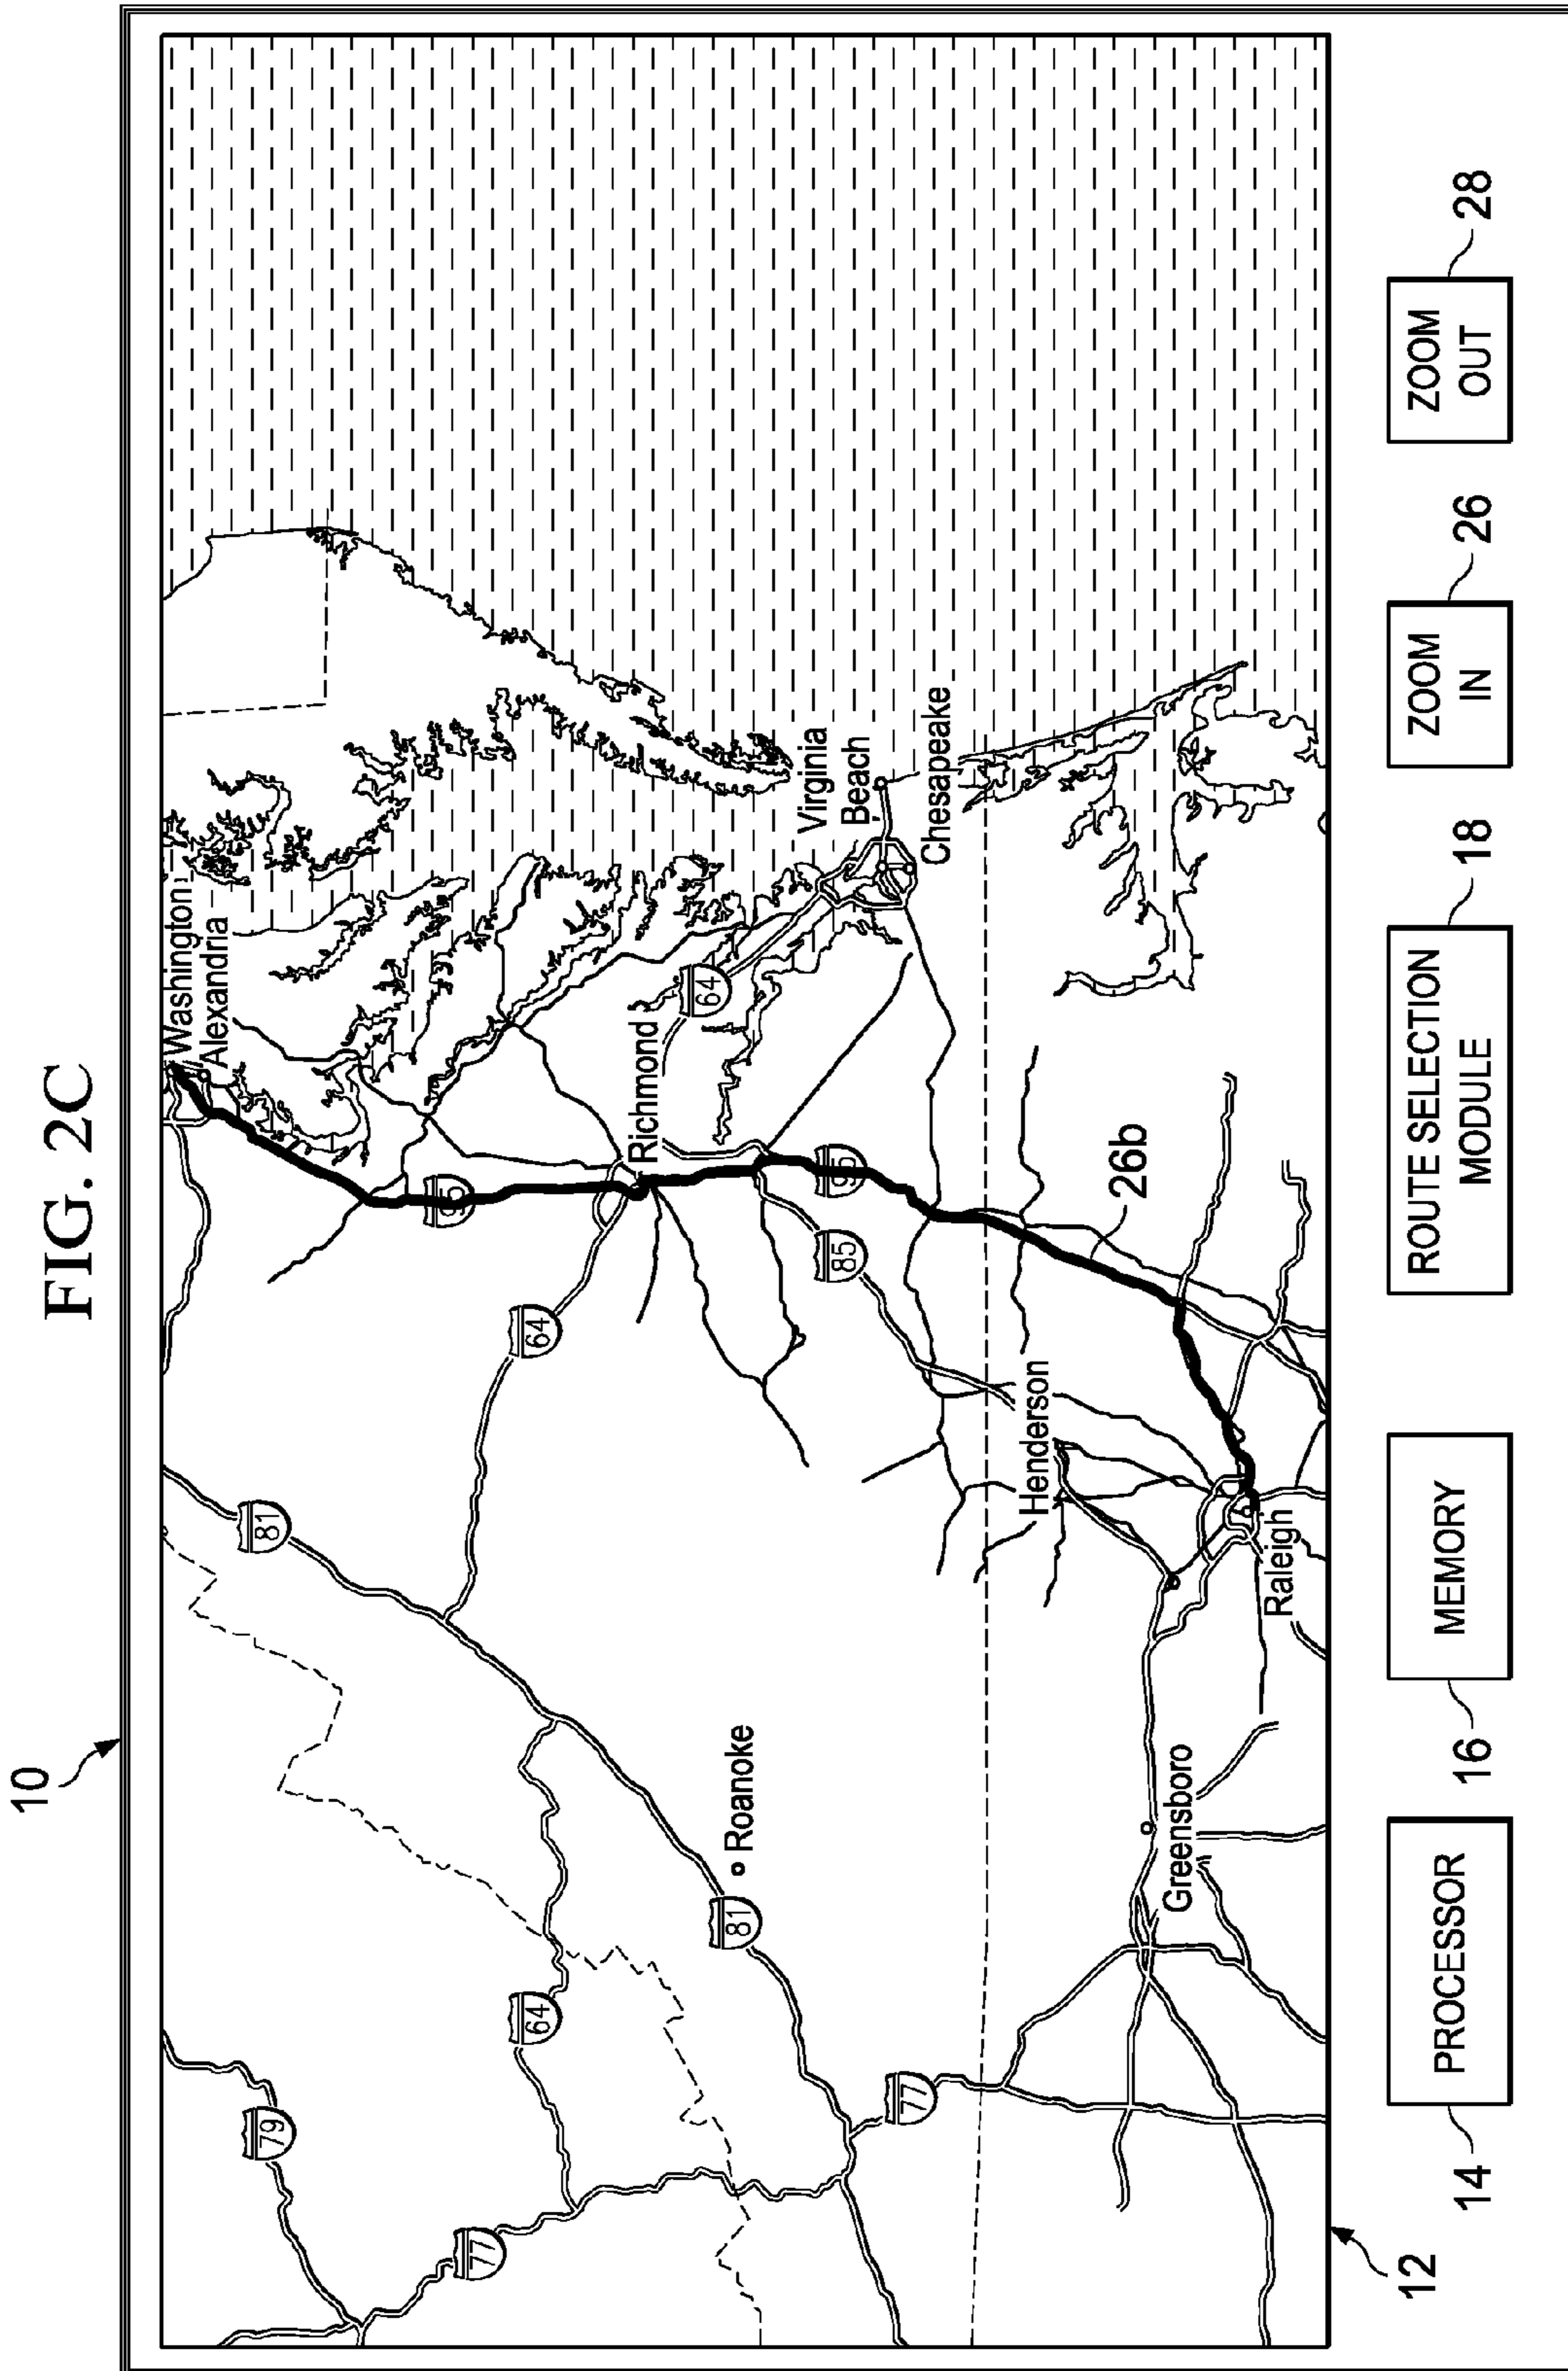 FIG. 2C
10
Washington
Alexandria
79
81
95
77
64
64
Richmond
64
81
Roanoke
95
85
Virginia
Beach
77
Chesapeake
Henderson
26b
Greensboro
Raleigh
12
14
PROCESSOR
16
MEMORY
ROUTE SELECTION
MODULE
18
ZOOM
IN
26
ZOOM
OUT
28